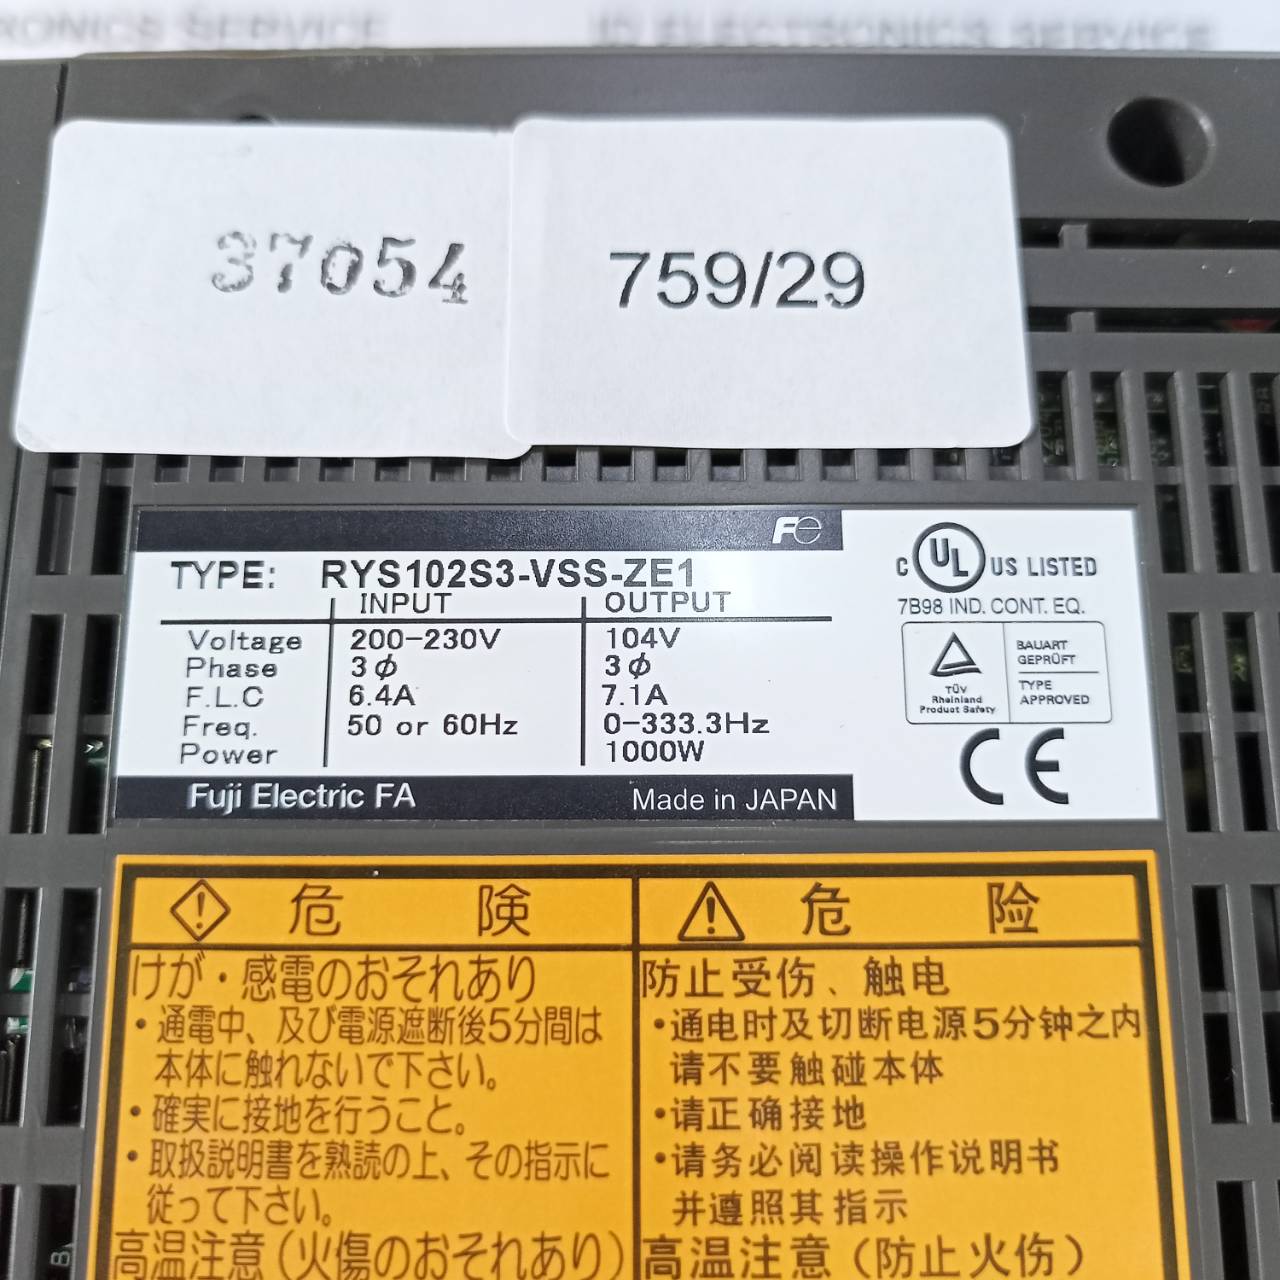 RONICS SERVICE
ID ELECTRONICS SERVICE
37054
759/29
Fe
TYPE: RYS102S3-VSS-ZE1
INPUT OUTPUT
Voltage 200-230V 104V
Phase 3φ 3φ
F.L.C 6.4A 7.1A
Freq. 50 or 60Hz 0-333.3Hz
Power 1000W
Fuji Electric FA Made in JAPAN
C UL US LISTED
7B98 IND. CONT. EQ.
TÜV
Rheinland
Product Safety
BAUART
GEPRÜFT
TYPE
APPROVED
CE
危険
けが・感電のおそれあり
・通電中、及び電源遮断後5分間は
本体に触れないで下さい。
・確実に接地を行うこと。
・取扱説明書を熟読の上、その指示に
従って下さい。
高温注意(火傷のおそれあり)
危险
防止受伤、触电
・通电时及切断电源5分钟之内
请不要触碰本体
・请正确接地
・请务必阅读操作说明书
并遵照其指示
高温注意(防止火伤)